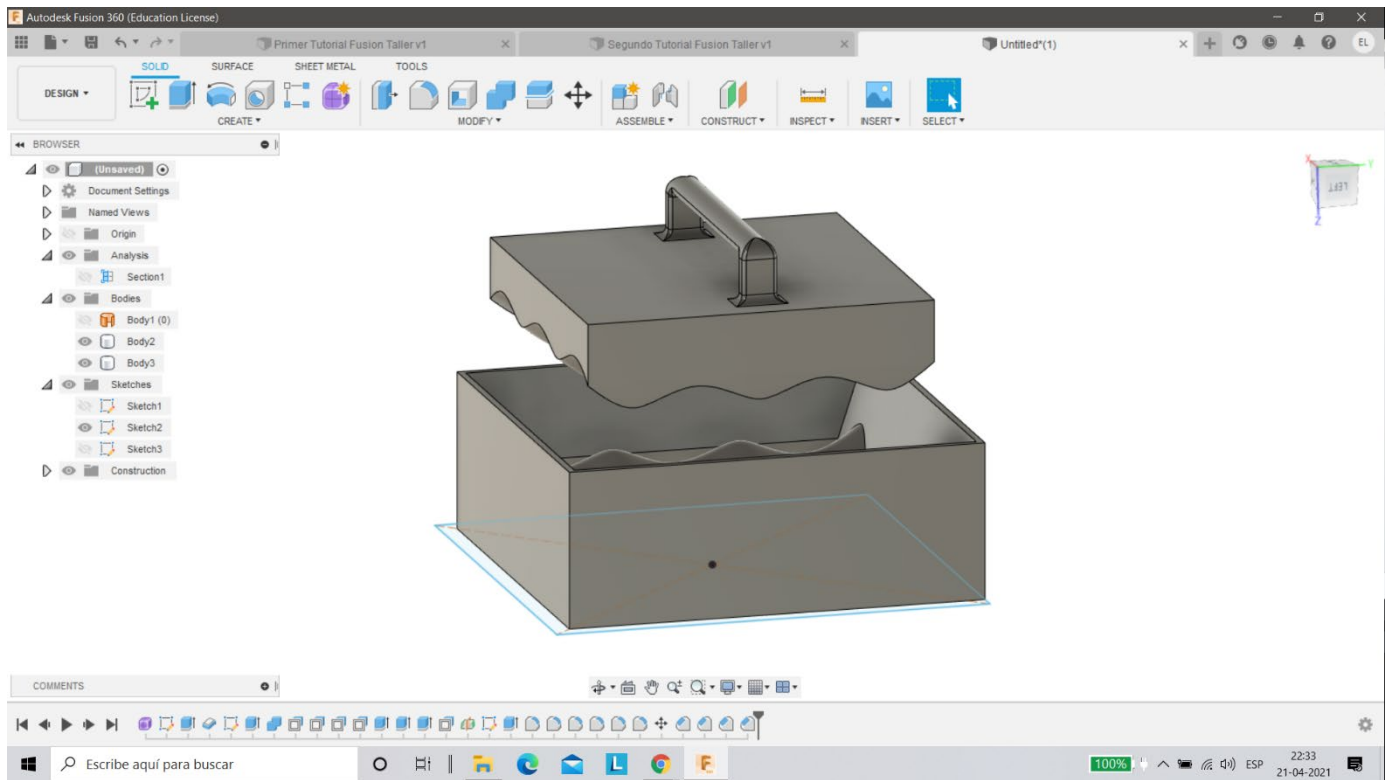 Autodesk Fusion 360 (Education License)
Primer Tutorial Fusion Taller v1
Segundo Tutorial Fusion Taller v1
Untitled*(1)
EL
SOLID SURFACE SHEET METAL TOOLS
DESIGN
CREATE MODIFY ASSEMBLE CONSTRUCT INSPECT INSERT SELECT
BROWSER
(Unsaved)
Document Settings
Named Views
Origin
Analysis
Section1
Bodies
Body1 (0)
Body2
Body3
Sketches
Sketch1
Sketch2
Sketch3
Construction
X
Y
LEFT
Z
COMMENTS
Escribe aquí para buscar
100%
ESP
22:33
21-04-2021